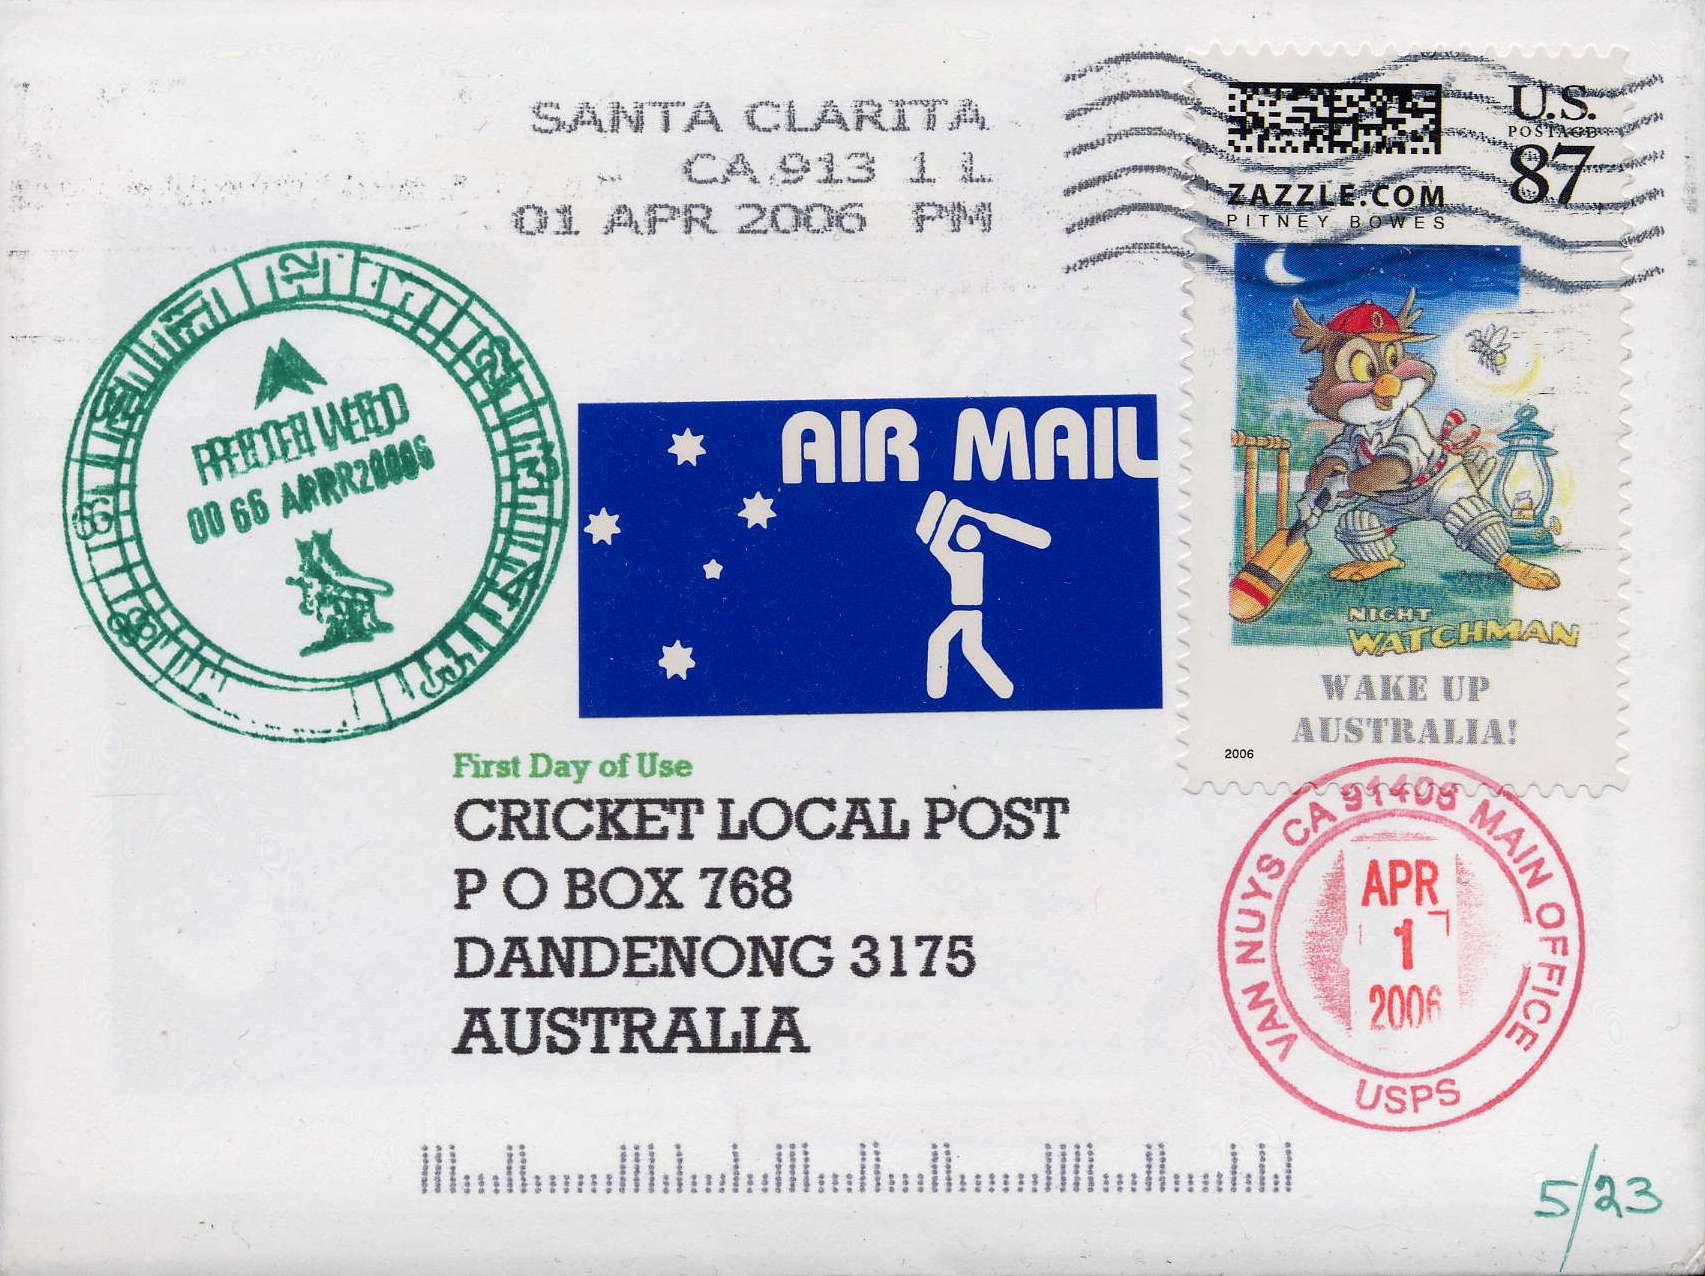 SANTA CLARITA
CA 913 1 L
01 APR 2006 PM
U.S.
POSTAGE
87
ZAZZLE.COM
PITNEY BOWES
NIGHT
WATCHMAN
WAKE UP
AUSTRALIA!
2006
12
AIR MAIL
First Day of Use
CRICKET LOCAL POST
P O BOX 768
DANDENONG 3175
AUSTRALIA
VAN NUYS CA 91408 MAIN OFFICE
APR
1
2006
USPS
5/23